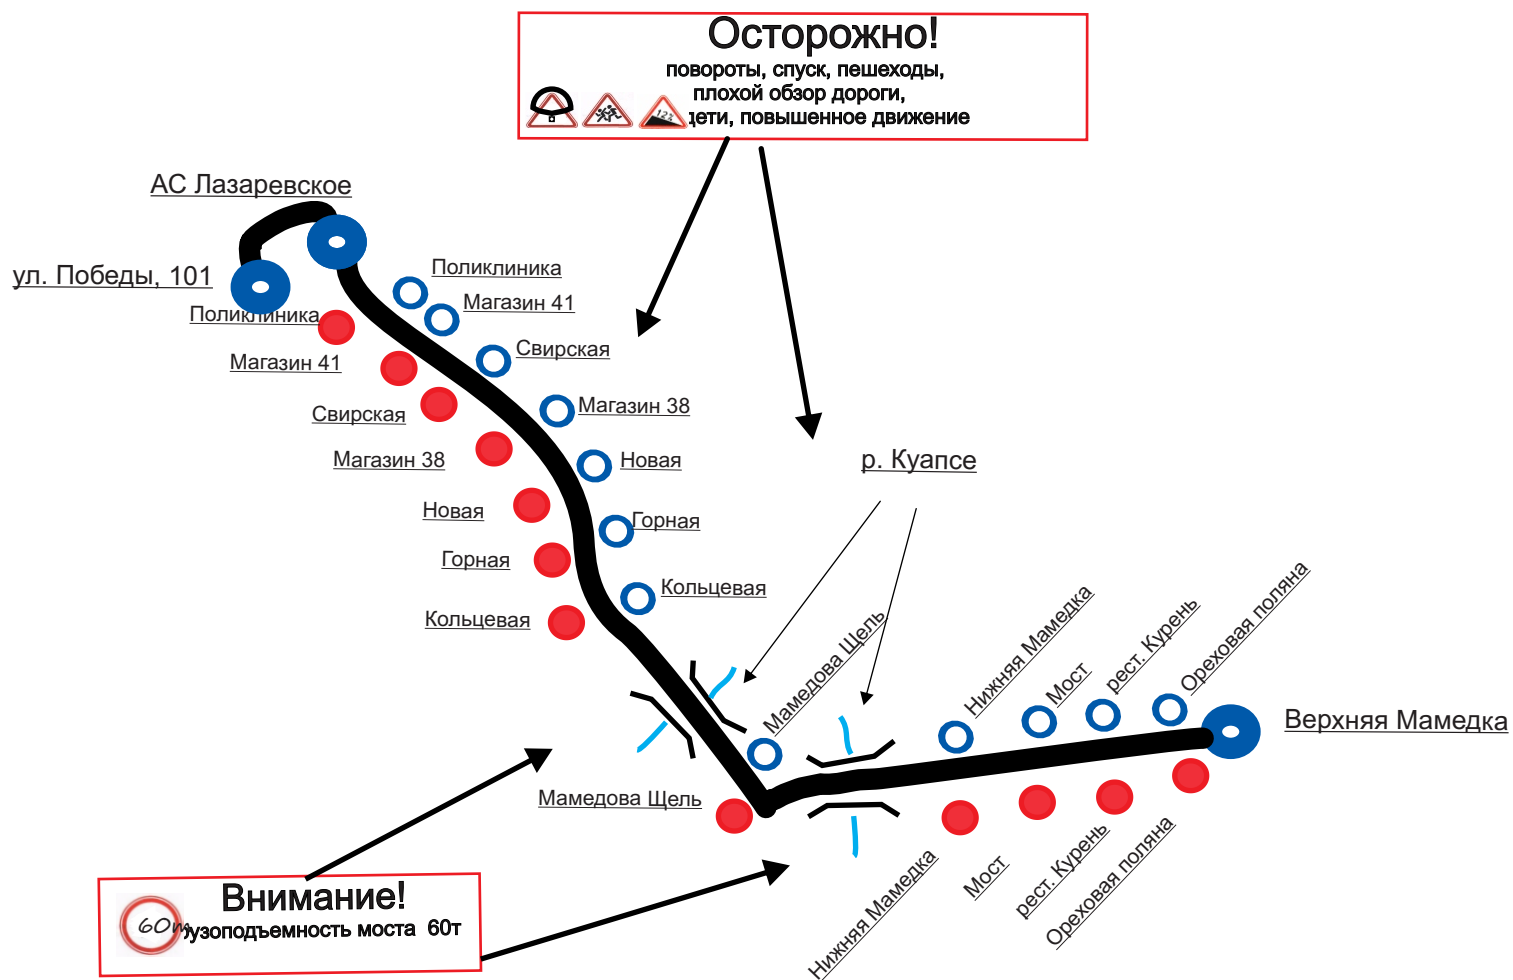 Осторожно!
повороты, спуск, пешеходы,
плохой обзор дороги,
дети, повышенное движение
12%
АС Лазаревское
ул. Победы, 101
Поликлиника
Магазин 41
Свирская
Магазин 38
Новая
Горная
Кольцевая
Поликлиника
Магазин 41
Свирская
Магазин 38
Новая
Горная
Кольцевая
р. Куапсе
Мамедова Щель
Нижняя Мамедка
Мост
рест. Курень
Ореховая поляна
Верхняя Мамедка
Мамедова Щель
Нижняя Мамедка
Мост
рест. Курень
Ореховая поляна
Внимание!
60т
узоподъемность моста 60т